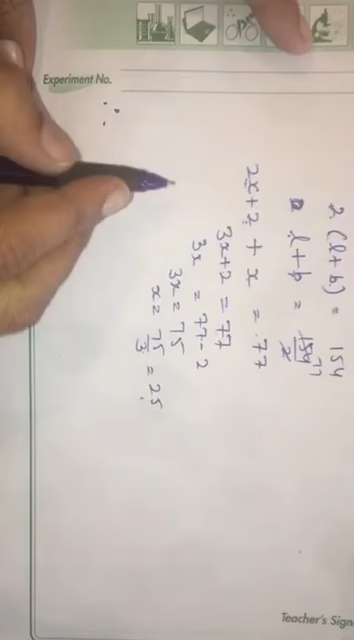 Experiment No.
2(l+b) = 154
l+b = 154/2 77
2x+2 + x = 77
3x+2 = 77
3x = 77-2
3x = 75
x = 75/3 = 25
∴
Teacher's Sign